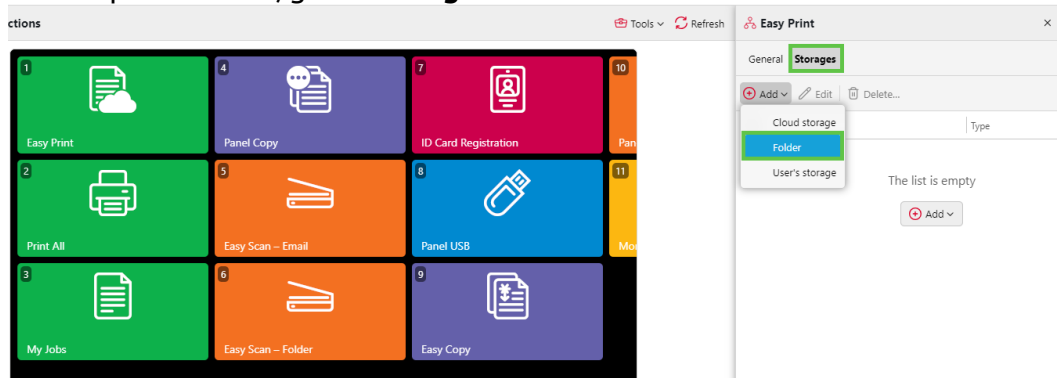 ctions
Tools
Refresh
1
Easy Print
4
Panel Copy
7
ID Card Registration
10
Pan
2
Print All
5
Easy Scan – Email
8
Panel USB
11
Mo
3
My Jobs
6
Easy Scan – Folder
9
Easy Copy
Easy Print
General Storages
Add Edit Delete...
Cloud storage
Type
Folder
User's storage
The list is empty
Add